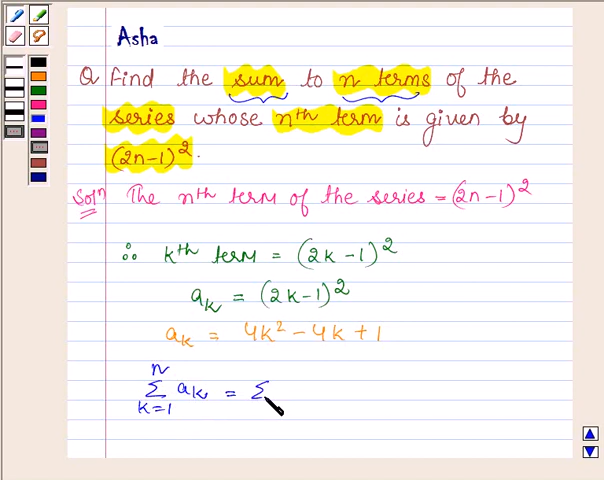 Asha
Q Find the sum to n terms of the
series whose nth term is given by
(2n-1)².
Solⁿ The nth term of the series = (2n-1)²
∴ kth term = (2k-1)²
aₖ = (2k-1)²
aₖ = 4k² - 4k + 1
n
Σ aₖ = Σ
k=1